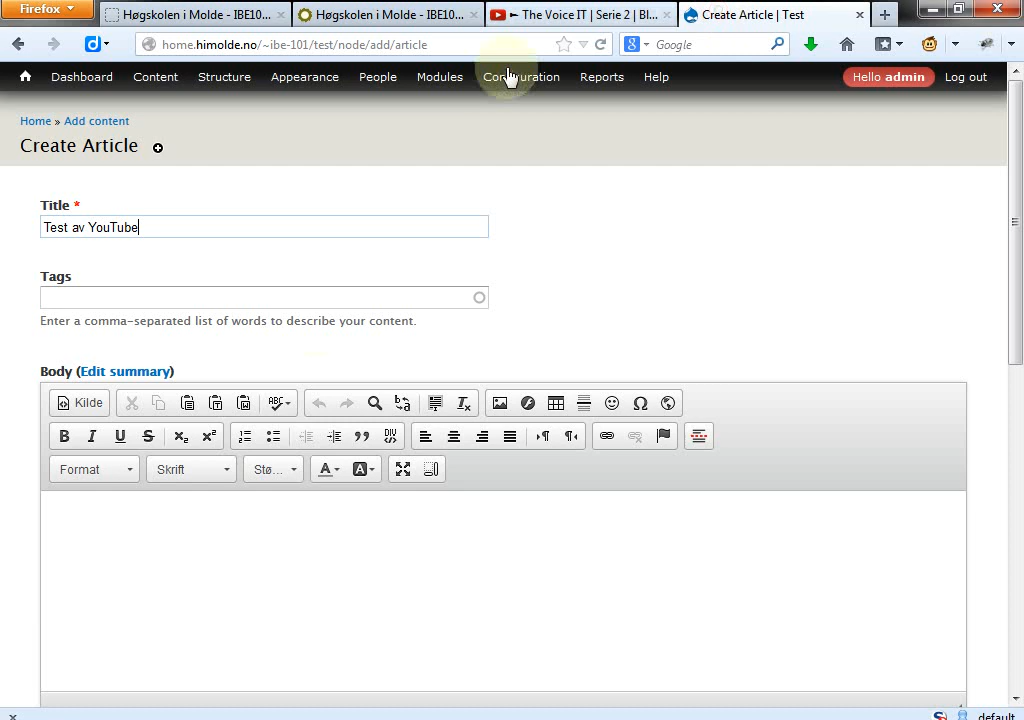 Firefox
Høgskolen i Molde - IBE10...
Høgskolen i Molde - IBE10...
► The Voice IT | Serie 2 | Bl...
Create Article | Test
home.himolde.no/~ibe-101/test/node/add/article
Google
Dashboard Content Structure Appearance People Modules Configuration Reports Help
Hello admin
Log out
Home » Add content
Create Article
Title *
Test av YouTube
Tags
Enter a comma-separated list of words to describe your content.
Body (Edit summary)
Kilde
Format
Skrift
Stø...
default